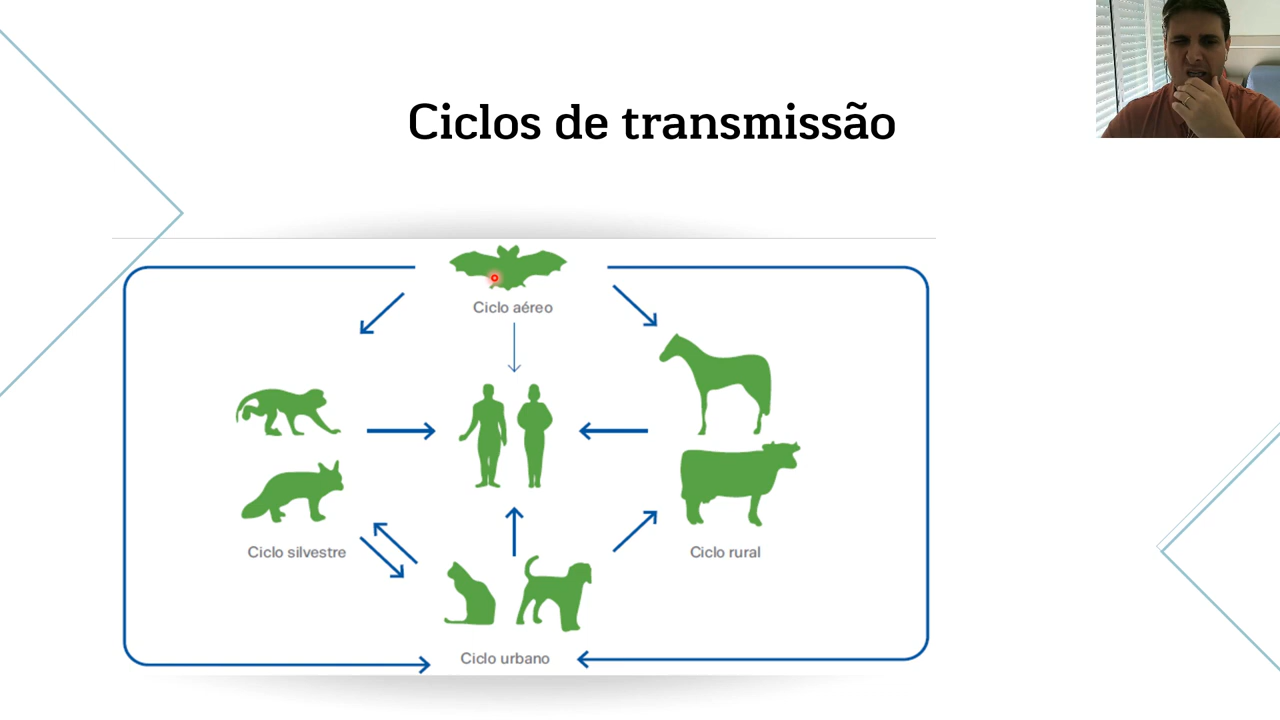 Ciclos de transmissão
Ciclo aéreo
Ciclo silvestre
Ciclo rural
Ciclo urbano